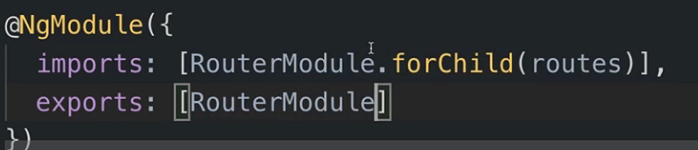 @NgModule({
  imports: [RouterModule.forChild(routes)],
  exports: [RouterModule]
})